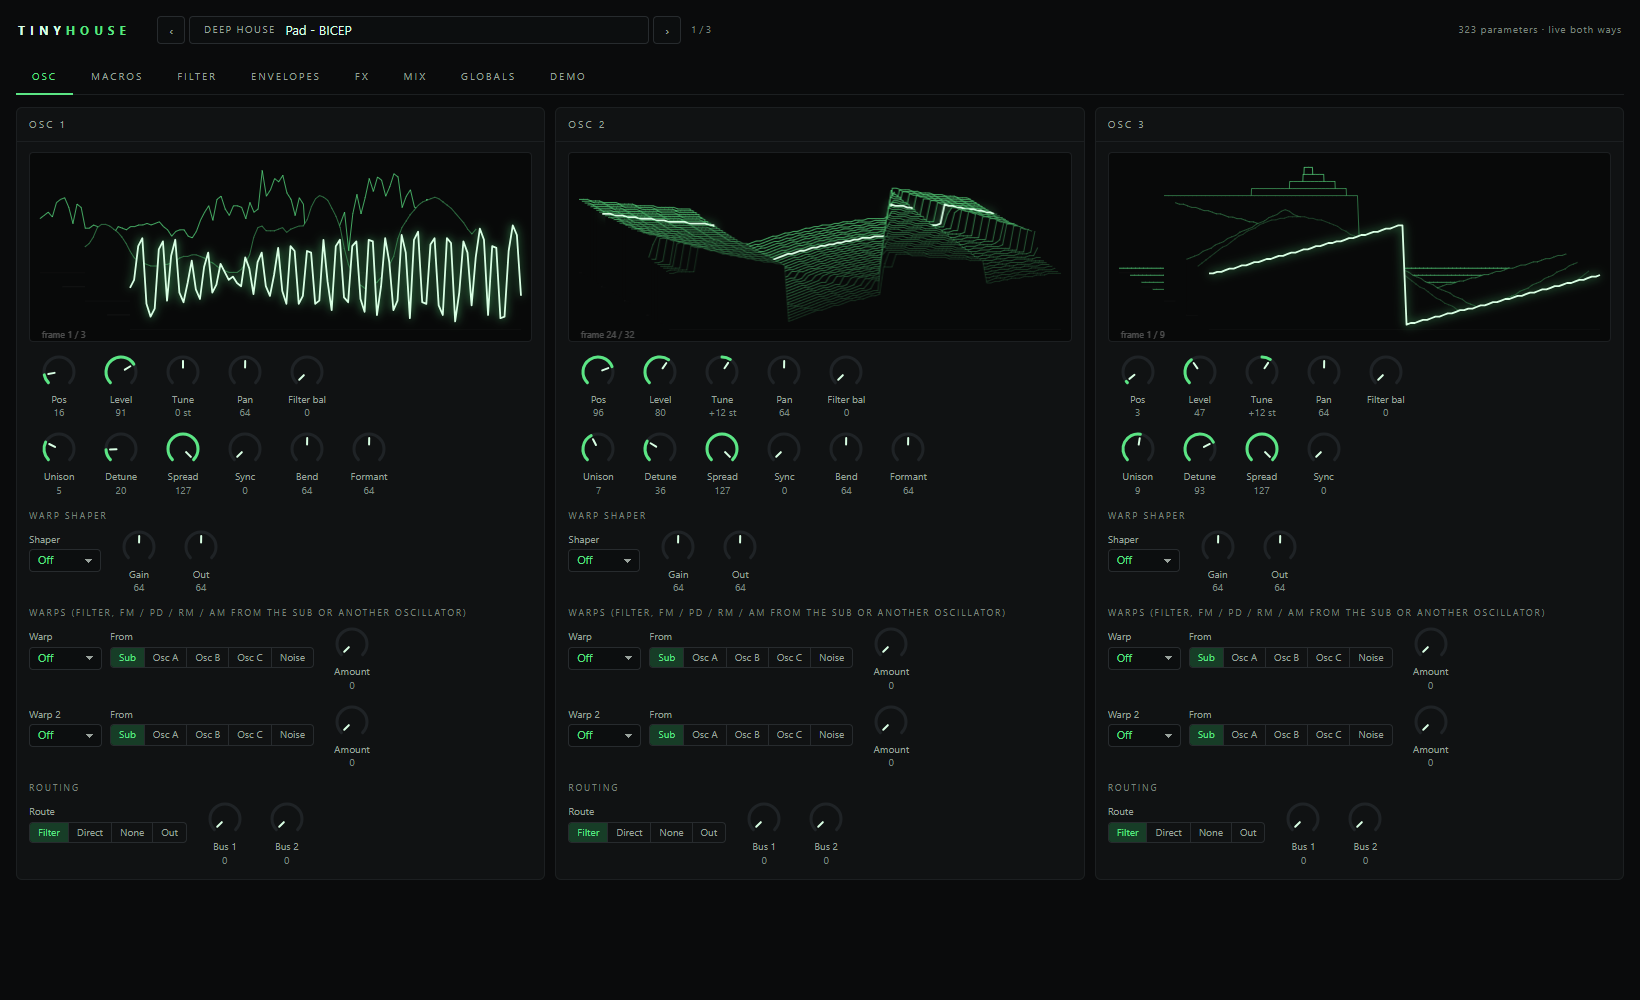 TINYHOUSE ‹ DEEP HOUSE Pad - BICEP › 1 / 3 323 parameters · live both ways
OSC MACROS FILTER ENVELOPES FX MIX GLOBALS DEMO
OSC 1
frame 1 / 3
Pos Level Tune Pan Filter bal
16 91 0 st 64 0
Unison Detune Spread Sync Bend Formant
5 20 127 0 64 64
WARP SHAPER
Shaper
Off
Gain Out
64 64
WARPS (FILTER, FM / PD / RM / AM FROM THE SUB OR ANOTHER OSCILLATOR)
Warp From
Off Sub Osc A Osc B Osc C Noise
Amount
0
Warp 2 From
Off Sub Osc A Osc B Osc C Noise
Amount
0
ROUTING
Route
Filter Direct None Out
Bus 1 Bus 2
0 0
OSC 2
frame 24 / 32
Pos Level Tune Pan Filter bal
96 80 +12 st 64 0
Unison Detune Spread Sync Bend Formant
7 36 127 0 64 64
WARP SHAPER
Shaper
Off
Gain Out
64 64
WARPS (FILTER, FM / PD / RM / AM FROM THE SUB OR ANOTHER OSCILLATOR)
Warp From
Off Sub Osc A Osc B Osc C Noise
Amount
0
Warp 2 From
Off Sub Osc A Osc B Osc C Noise
Amount
0
ROUTING
Route
Filter Direct None Out
Bus 1 Bus 2
0 0
OSC 3
frame 1 / 9
Pos Level Tune Pan Filter bal
3 47 +12 st 64 0
Unison Detune Spread Sync
9 93 127 0
WARP SHAPER
Shaper
Off
Gain Out
64 64
WARPS (FILTER, FM / PD / RM / AM FROM THE SUB OR ANOTHER OSCILLATOR)
Warp From
Off Sub Osc A Osc B Osc C Noise
Amount
0
Warp 2 From
Off Sub Osc A Osc B Osc C Noise
Amount
0
ROUTING
Route
Filter Direct None Out
Bus 1 Bus 2
0 0